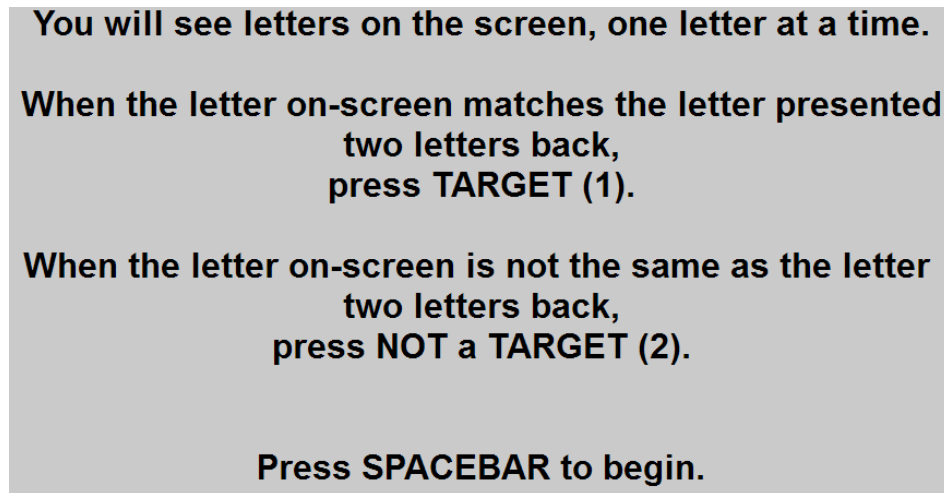 You will see letters on the screen, one letter at a time.
When the letter on-screen matches the letter presented
two letters back,
press TARGET (1).
When the letter on-screen is not the same as the letter
two letters back,
press NOT a TARGET (2).
Press SPACEBAR to begin.